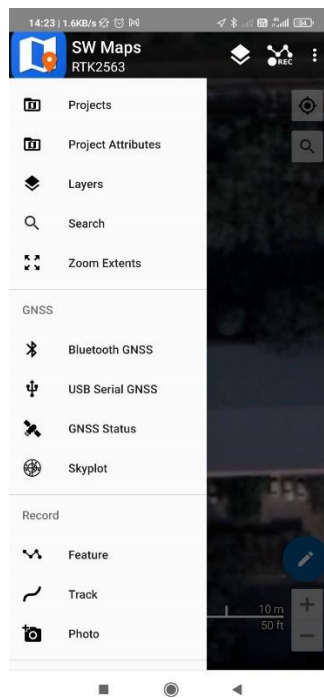 14:23 | 1.6KB/s
54
SW Maps
RTK2563
REC
Projects
Project Attributes
Layers
Search
Zoom Extents
GNSS
Bluetooth GNSS
USB Serial GNSS
GNSS Status
Skyplot
Record
Feature
Track
Photo
10 m
50 ft